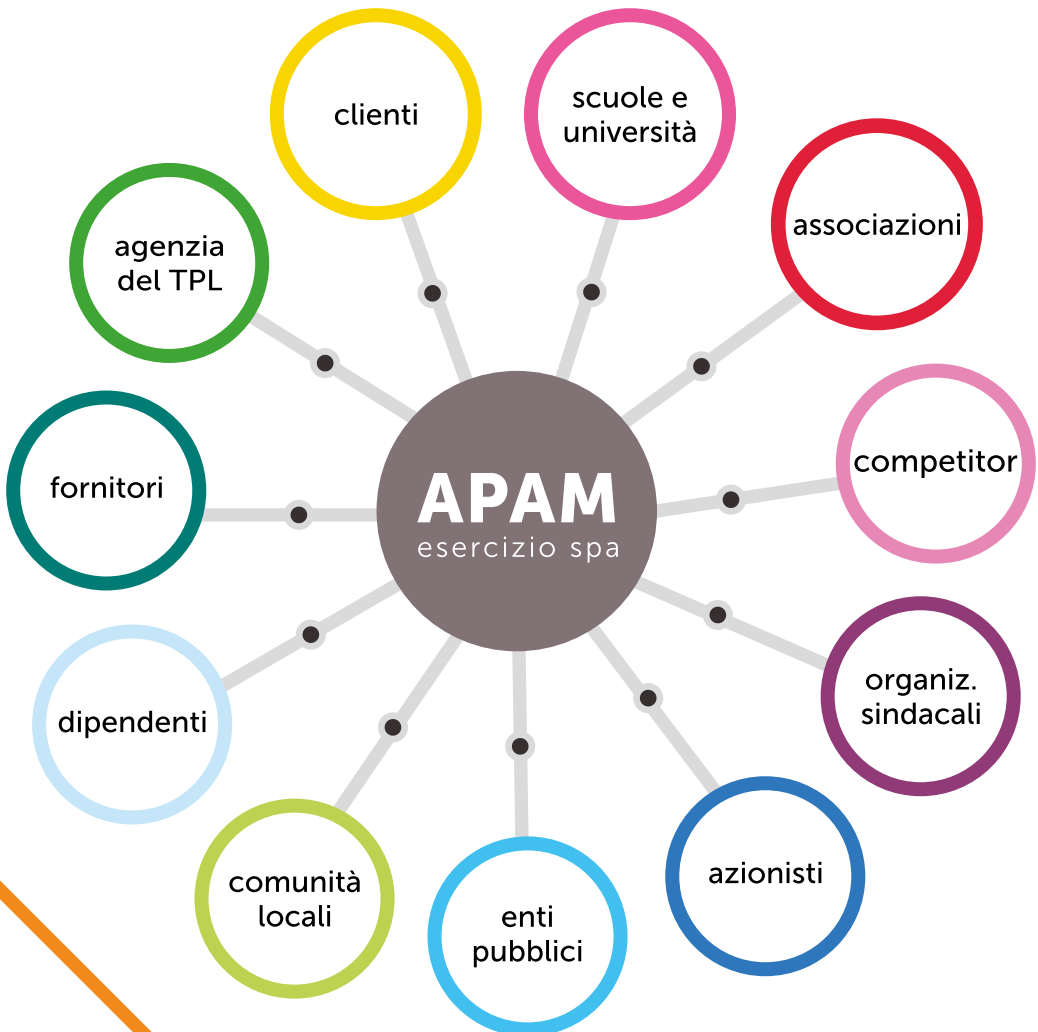 clienti
scuole e
università
associazioni
agenzia
del TPL
competitor
fornitori
APAM
esercizio spa
organiz.
sindacali
dipendenti
azionisti
comunità
locali
enti
pubblici